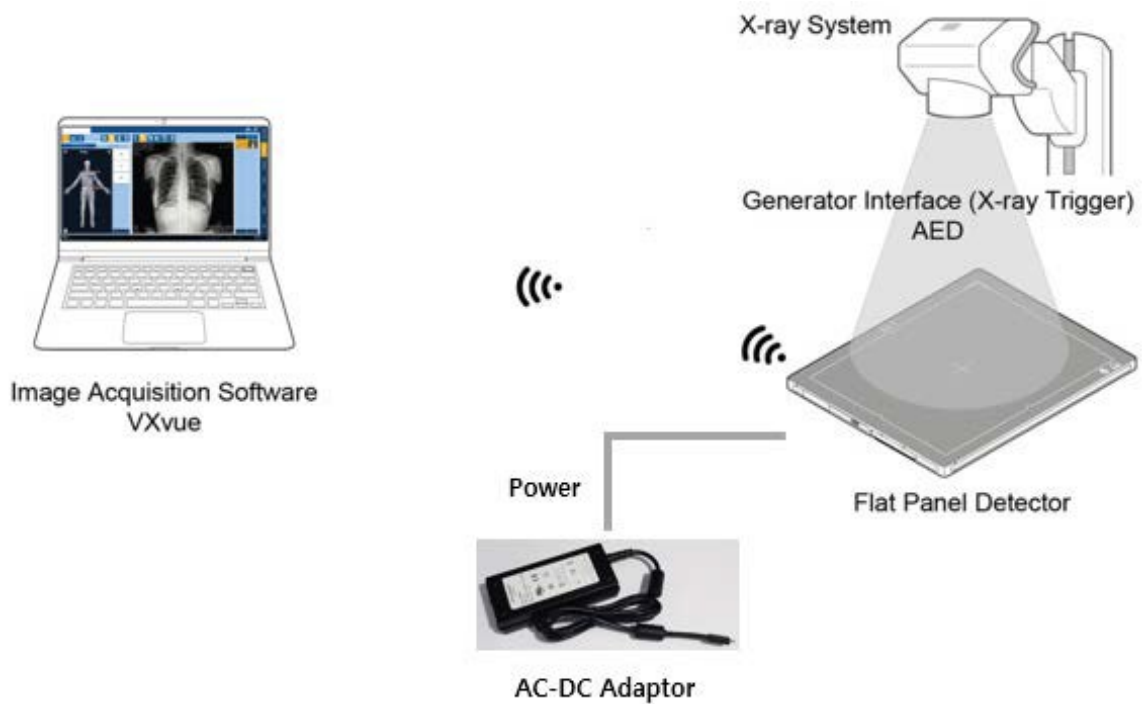 X-ray System
Generator Interface (X-ray Trigger)
AED
Image Acquisition Software
VXvue
Power
Flat Panel Detector
AC-DC Adaptor